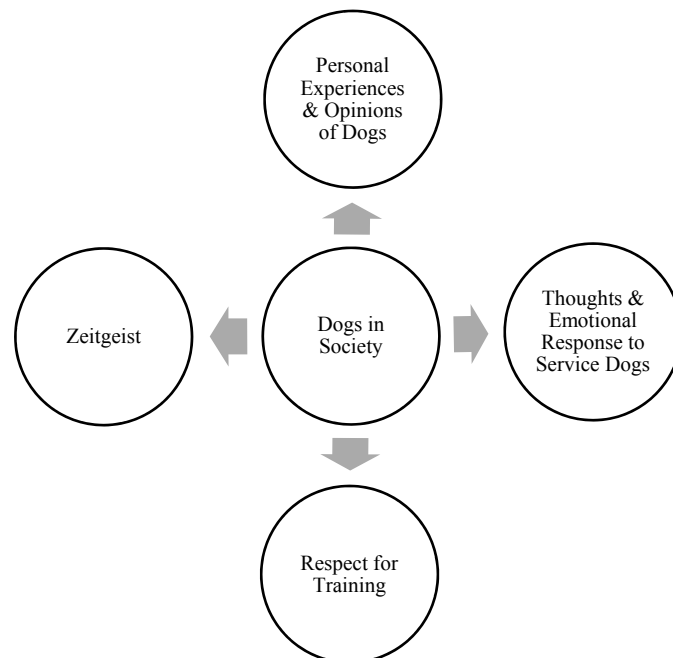 Personal
Experiences
& Opinions
of Dogs
Zeitgeist
Dogs in
Society
Thoughts &
Emotional
Response to
Service Dogs
Respect for
Training